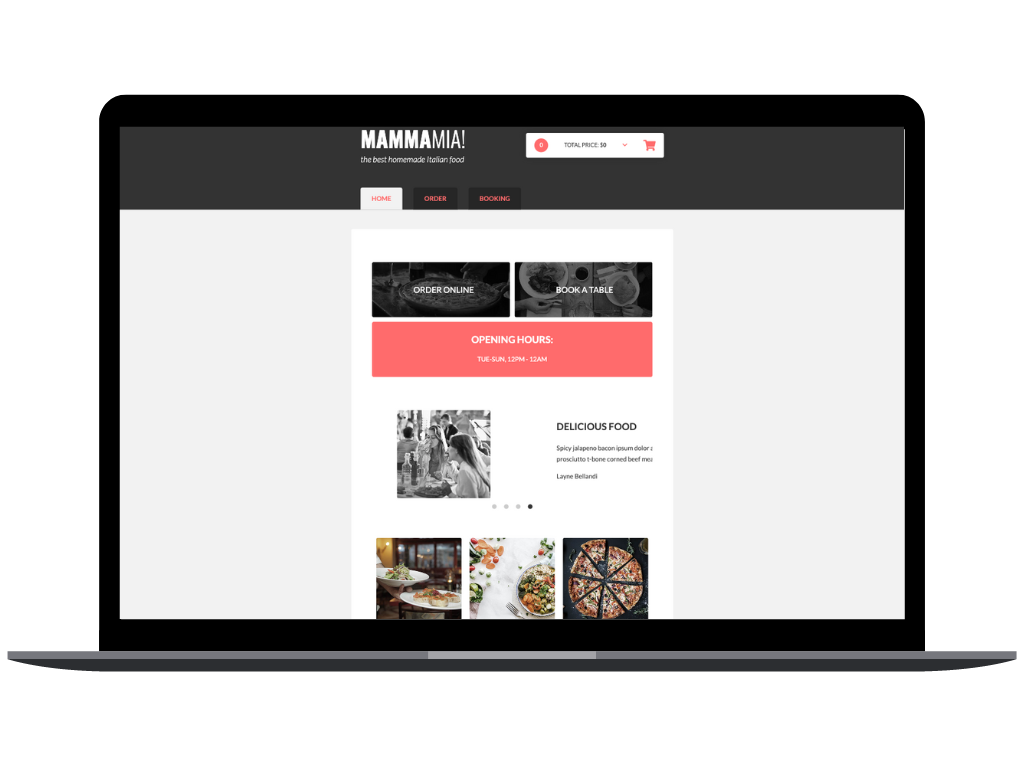 MAMMAMIA!
the best homemade Italian food
0
TOTAL PRICE: $0
HOME
ORDER
BOOKING
ORDER ONLINE
BOOK A TABLE
OPENING HOURS:
TUE-SUN, 12PM - 12AM
DELICIOUS FOOD
Spicy jalapeno bacon ipsum dolor
prosciutto t-bone corned beef
Layne Bellandi